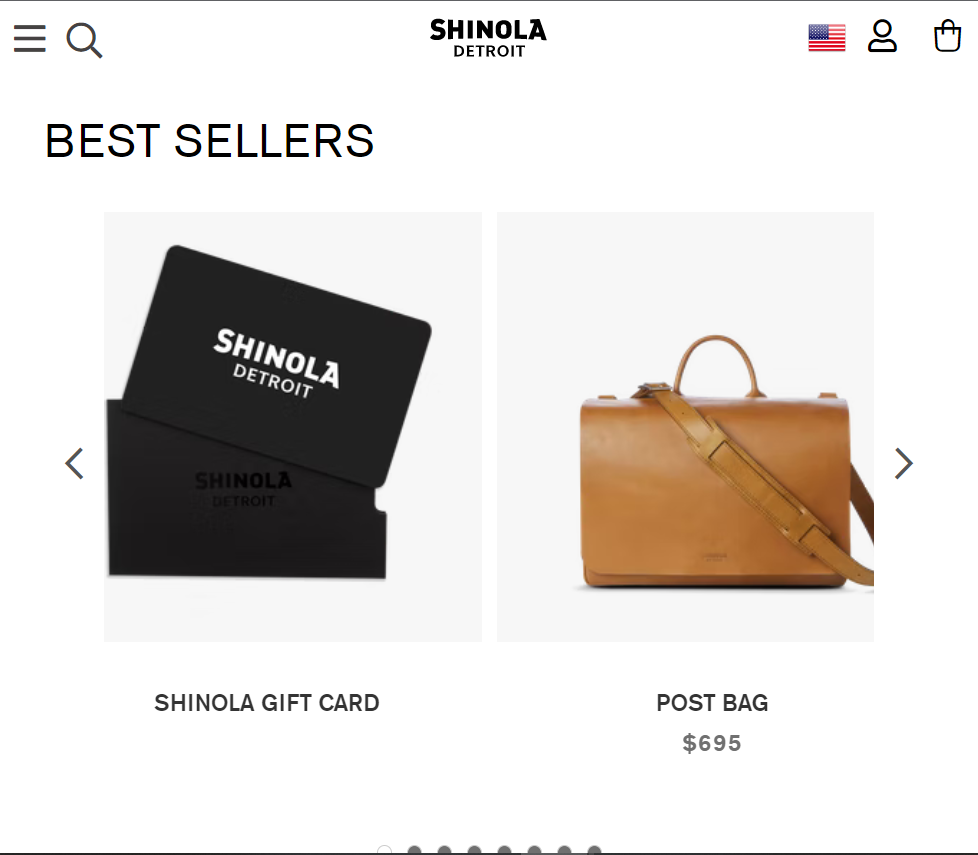 SHINOLA
DETROIT
BEST SELLERS
SHINOLA
DETROIT
SHINOLA
DETROIT
SHINOLA GIFT CARD
POST BAG
$695